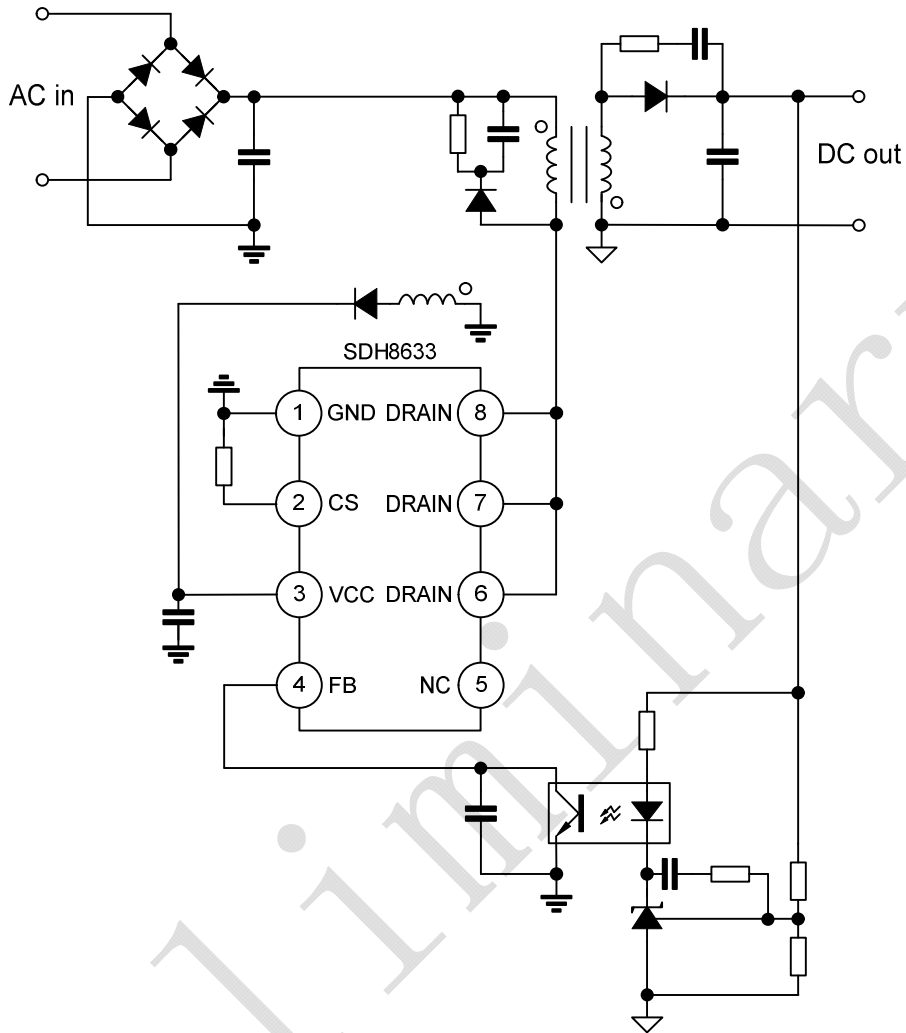 AC in
DC out
SDH8633
1 GND DRAIN 8
2 CS DRAIN 7
3 VCC DRAIN 6
4 FB NC 5
liminar